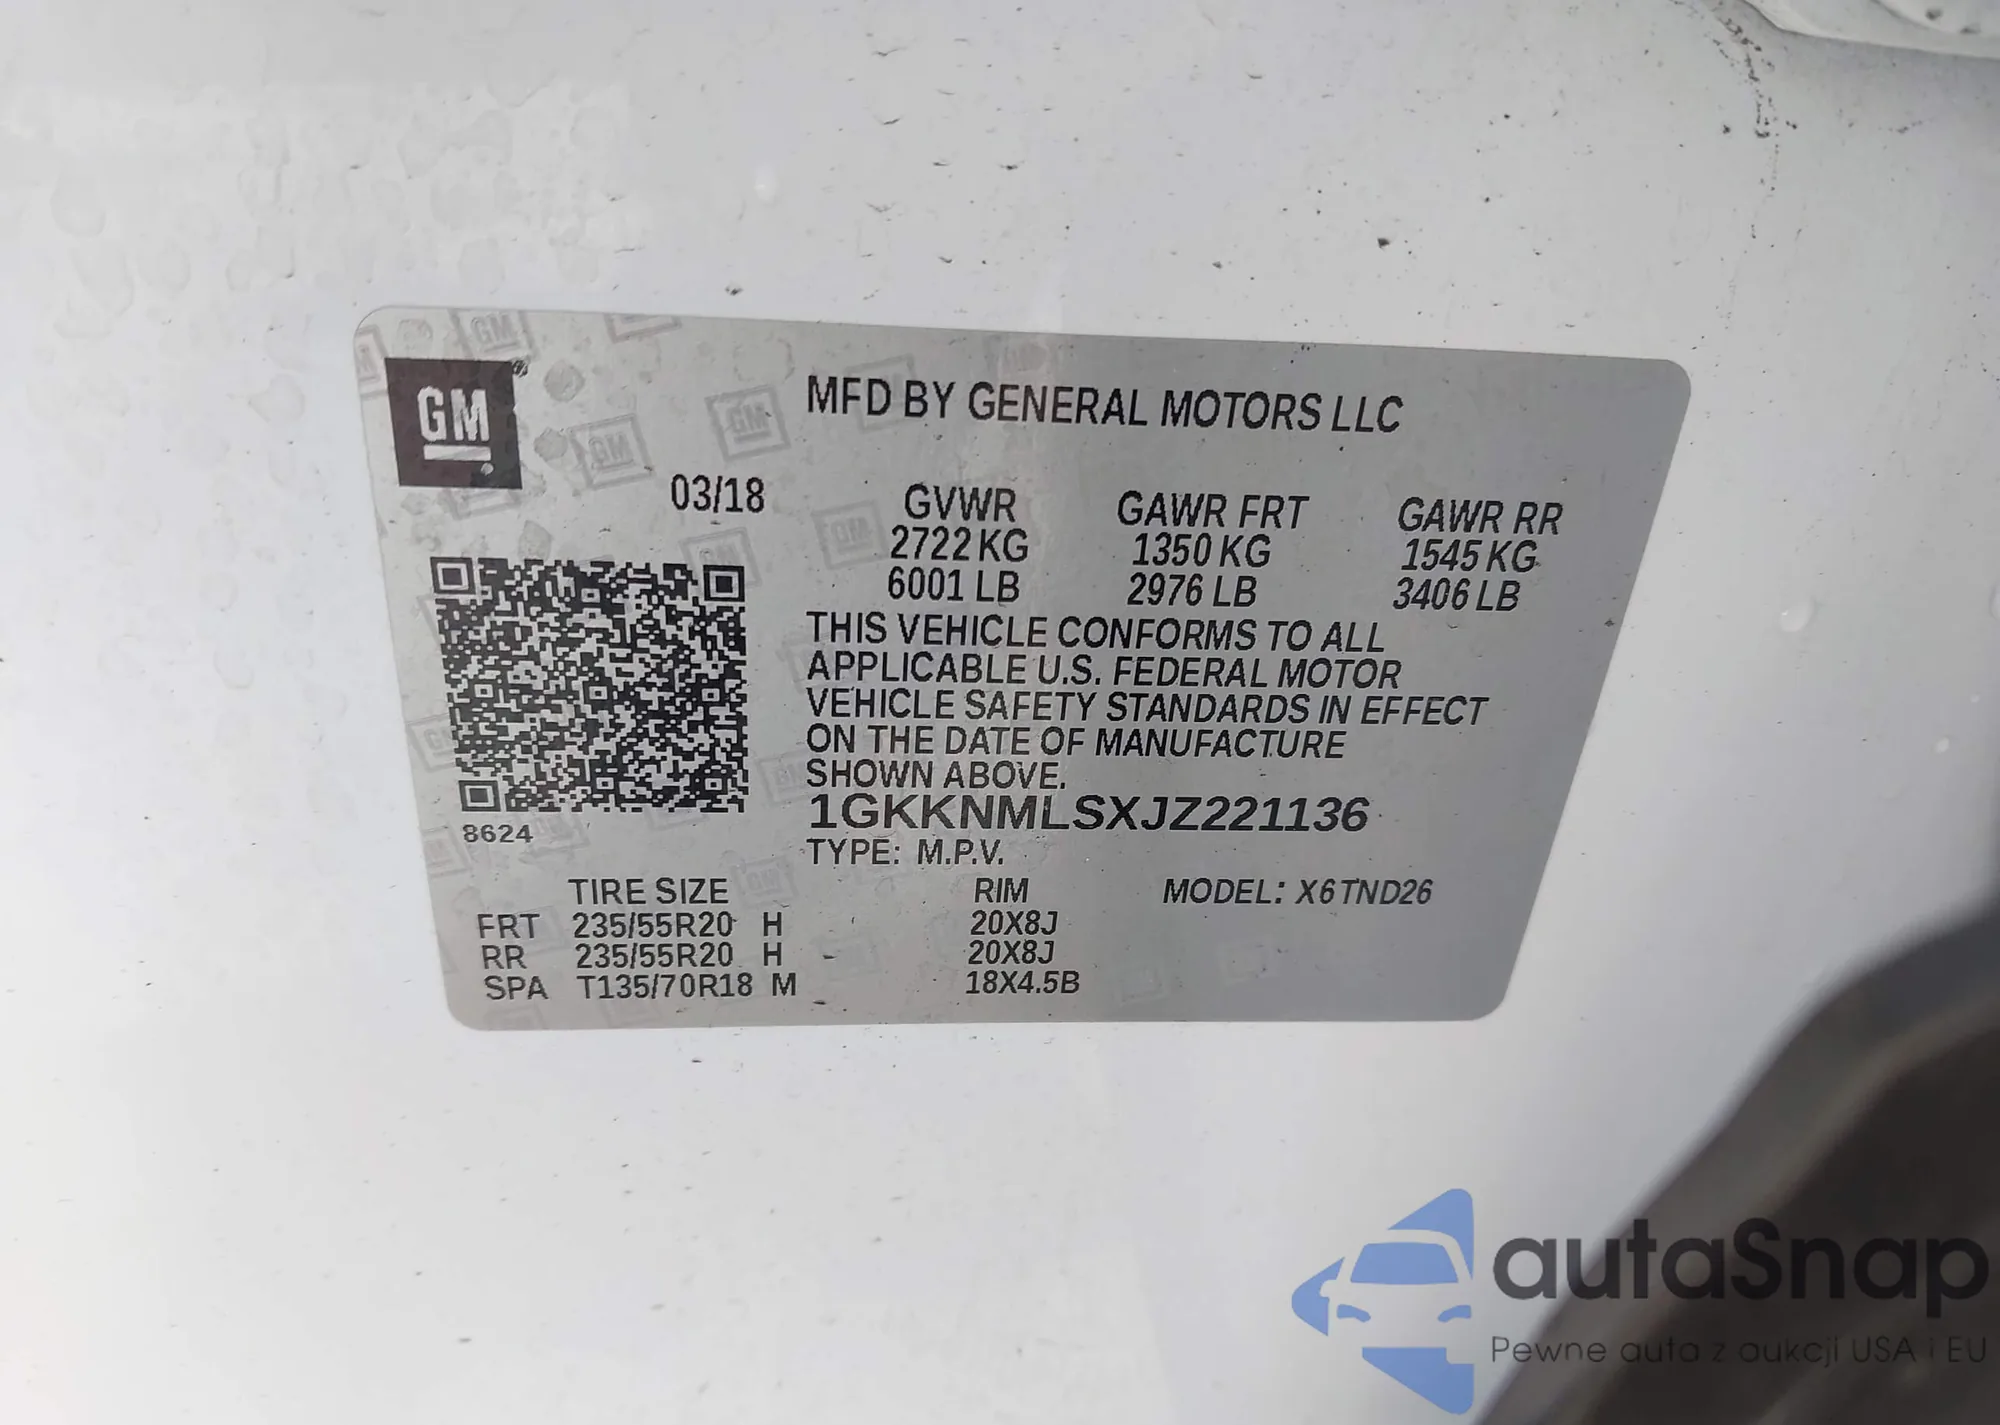 GM
MFD BY GENERAL MOTORS LLC
03/18
GVWR GAWR FRT GAWR RR
2722 KG 1350 KG 1545 KG
6001 LB 2976 LB 3406 LB
THIS VEHICLE CONFORMS TO ALL
APPLICABLE U.S. FEDERAL MOTOR
VEHICLE SAFETY STANDARDS IN EFFECT
ON THE DATE OF MANUFACTURE
SHOWN ABOVE.
1GKKNMLSXJZ221136
8624
TYPE: M.P.V.
TIRE SIZE RIM MODEL: X6TND26
FRT 235/55R20 H 20X8J
RR 235/55R20 H 20X8J
SPA T135/70R18 M 18X4.5B
autaSnap
Pewne auta z aukcji USA i EU